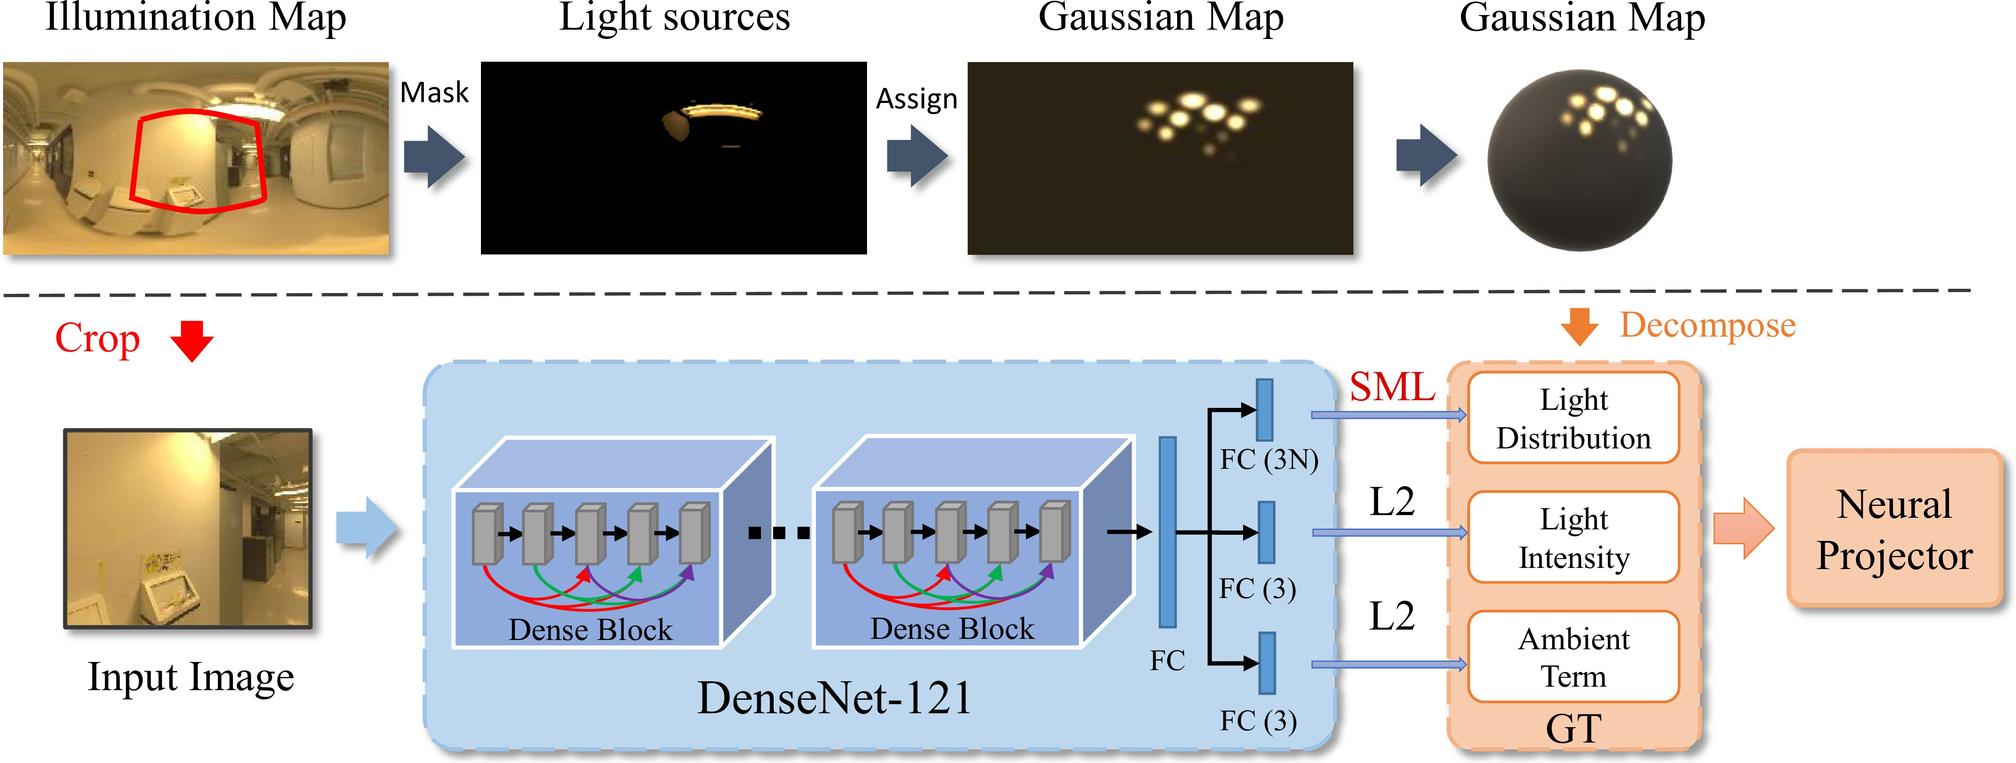 Illumination Map
Light sources
Gaussian Map
Gaussian Map
Mask
Assign
Crop
Decompose
Input Image
Dense Block
Dense Block
DenseNet-121
FC
FC (3N)
FC (3)
FC (3)
SML
L2
L2
Light
Distribution
Light
Intensity
Ambient
Term
GT
Neural
Projector